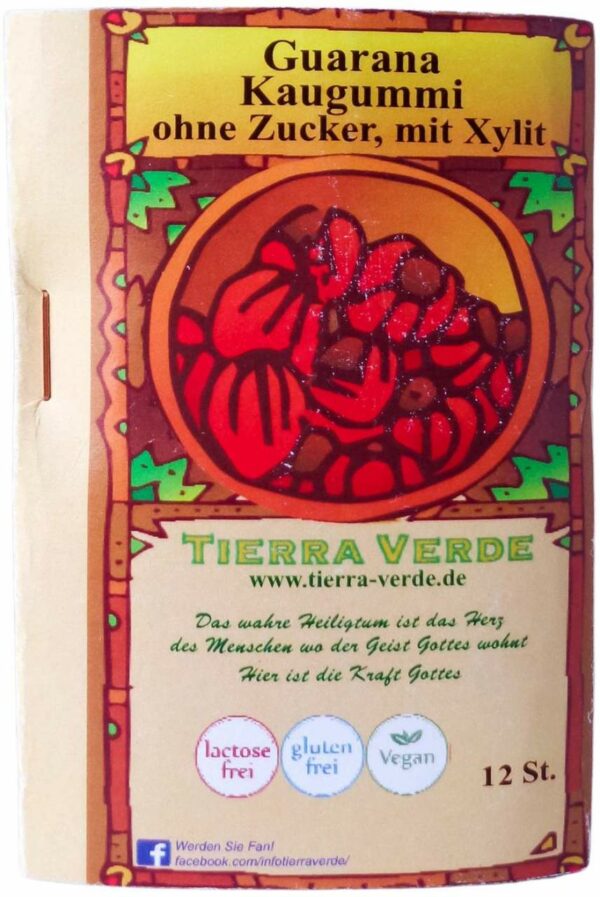 Guarana
Kaugummi
ohne Zucker, mit Xylit
TIERRA VERDE
www.tierra-verde.de
Das wahre Heiligtum ist das Herz
des Menschen wo der Geist Gottes wohnt
Hier ist die Kraft Gottes
lactose
frei
gluten
frei
Vegan
12 St.
f
Werden Sie Fan!
facebook.com/infotierraverde/